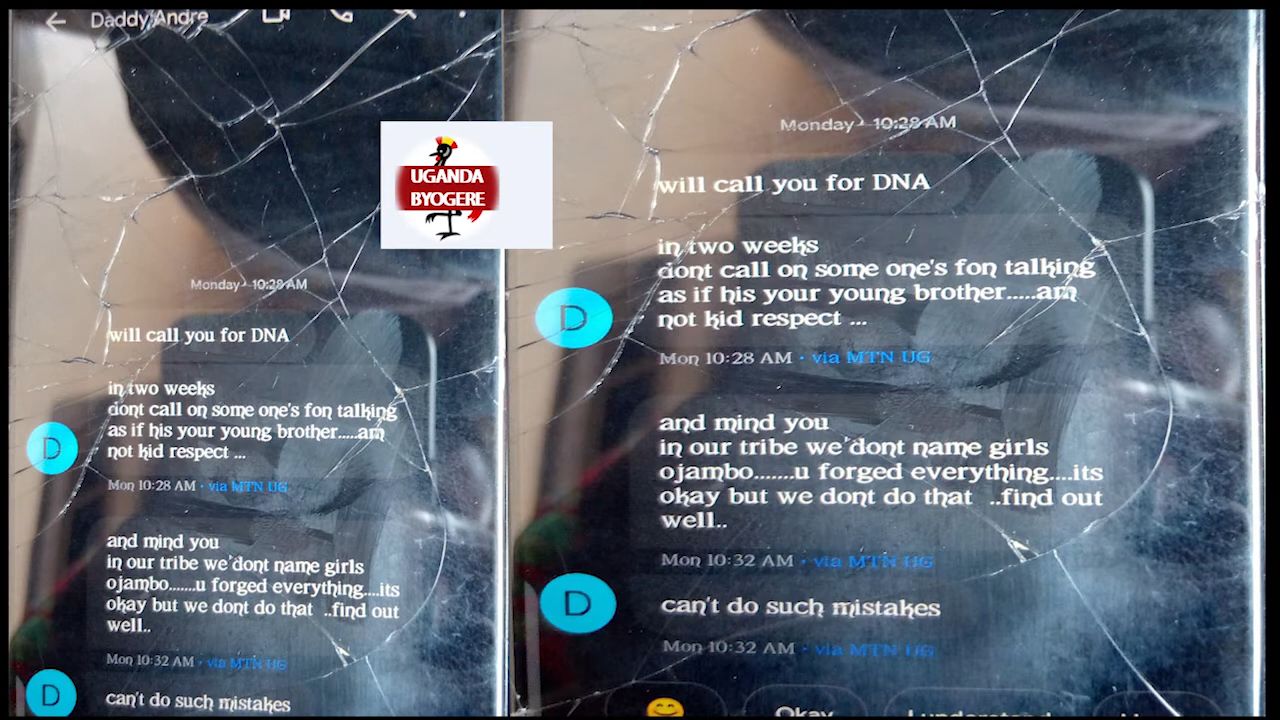 Daddy Andre
Monday · 10:28 AM
will call you for DNA
in two weeks
dont call on some one's fon talking
as if his your young brother.....am
not kid respect ...
D
Mon 10:28 AM · via MTN UG
and mind you
in our tribe we dont name girls
ojambo.......u forged everything....its
okay but we dont do that ..find out
well..
Mon 10:32 AM · via MTN UG
D
can't do such mistakes
UGANDA
BYOGERE
Monday · 10:28 AM
will call you for DNA
in two weeks
dont call on some one's fon talking
as if his your young brother.....am
not kid respect ...
D
Mon 10:28 AM · via MTN UG
and mind you
in our tribe we dont name girls
ojambo.......u forged everything....its
okay but we dont do that ..find out
well..
Mon 10:32 AM · via MTN UG
D
can't do such mistakes
Mon 10:32 AM · via MTN UG
Okay
I understand